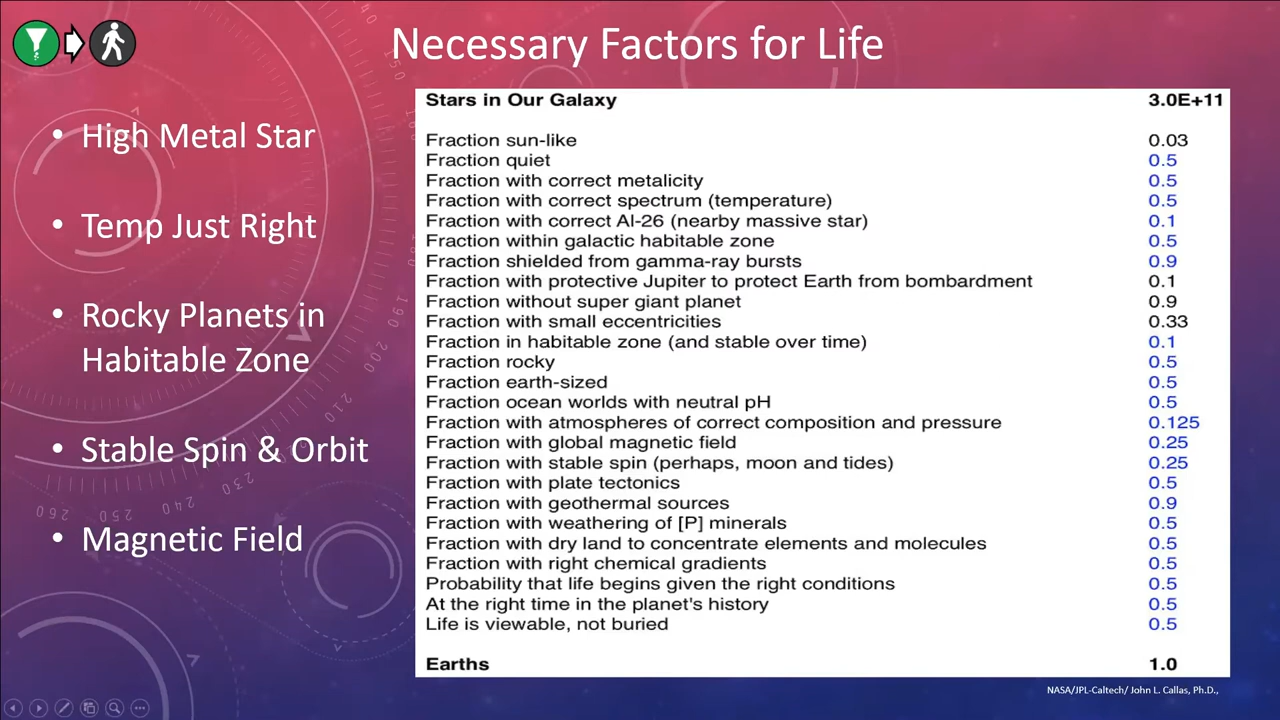 Necessary Factors for Life
• High Metal Star
• Temp Just Right
• Rocky Planets in
Habitable Zone
• Stable Spin & Orbit
• Magnetic Field
Stars in Our Galaxy 3.0E+11
Fraction sun-like 0.03
Fraction quiet 0.5
Fraction with correct metalicity 0.5
Fraction with correct spectrum (temperature) 0.5
Fraction with correct Al-26 (nearby massive star) 0.1
Fraction within galactic habitable zone 0.5
Fraction shielded from gamma-ray bursts 0.9
Fraction with protective Jupiter to protect Earth from bombardment 0.1
Fraction without super giant planet 0.9
Fraction with small eccentricities 0.33
Fraction in habitable zone (and stable over time) 0.1
Fraction rocky 0.5
Fraction earth-sized 0.5
Fraction ocean worlds with neutral pH 0.5
Fraction with atmospheres of correct composition and pressure 0.125
Fraction with global magnetic field 0.25
Fraction with stable spin (perhaps, moon and tides) 0.25
Fraction with plate tectonics 0.5
Fraction with geothermal sources 0.9
Fraction with weathering of [P] minerals 0.5
Fraction with dry land to concentrate elements and molecules 0.5
Fraction with right chemical gradients 0.5
Probability that life begins given the right conditions 0.5
At the right time in the planet's history 0.5
Life is viewable, not buried 0.5
Earths 1.0
NASA/JPL-Caltech/ John L. Callas, Ph.D.,
150
190
200
210
230
240
250
260